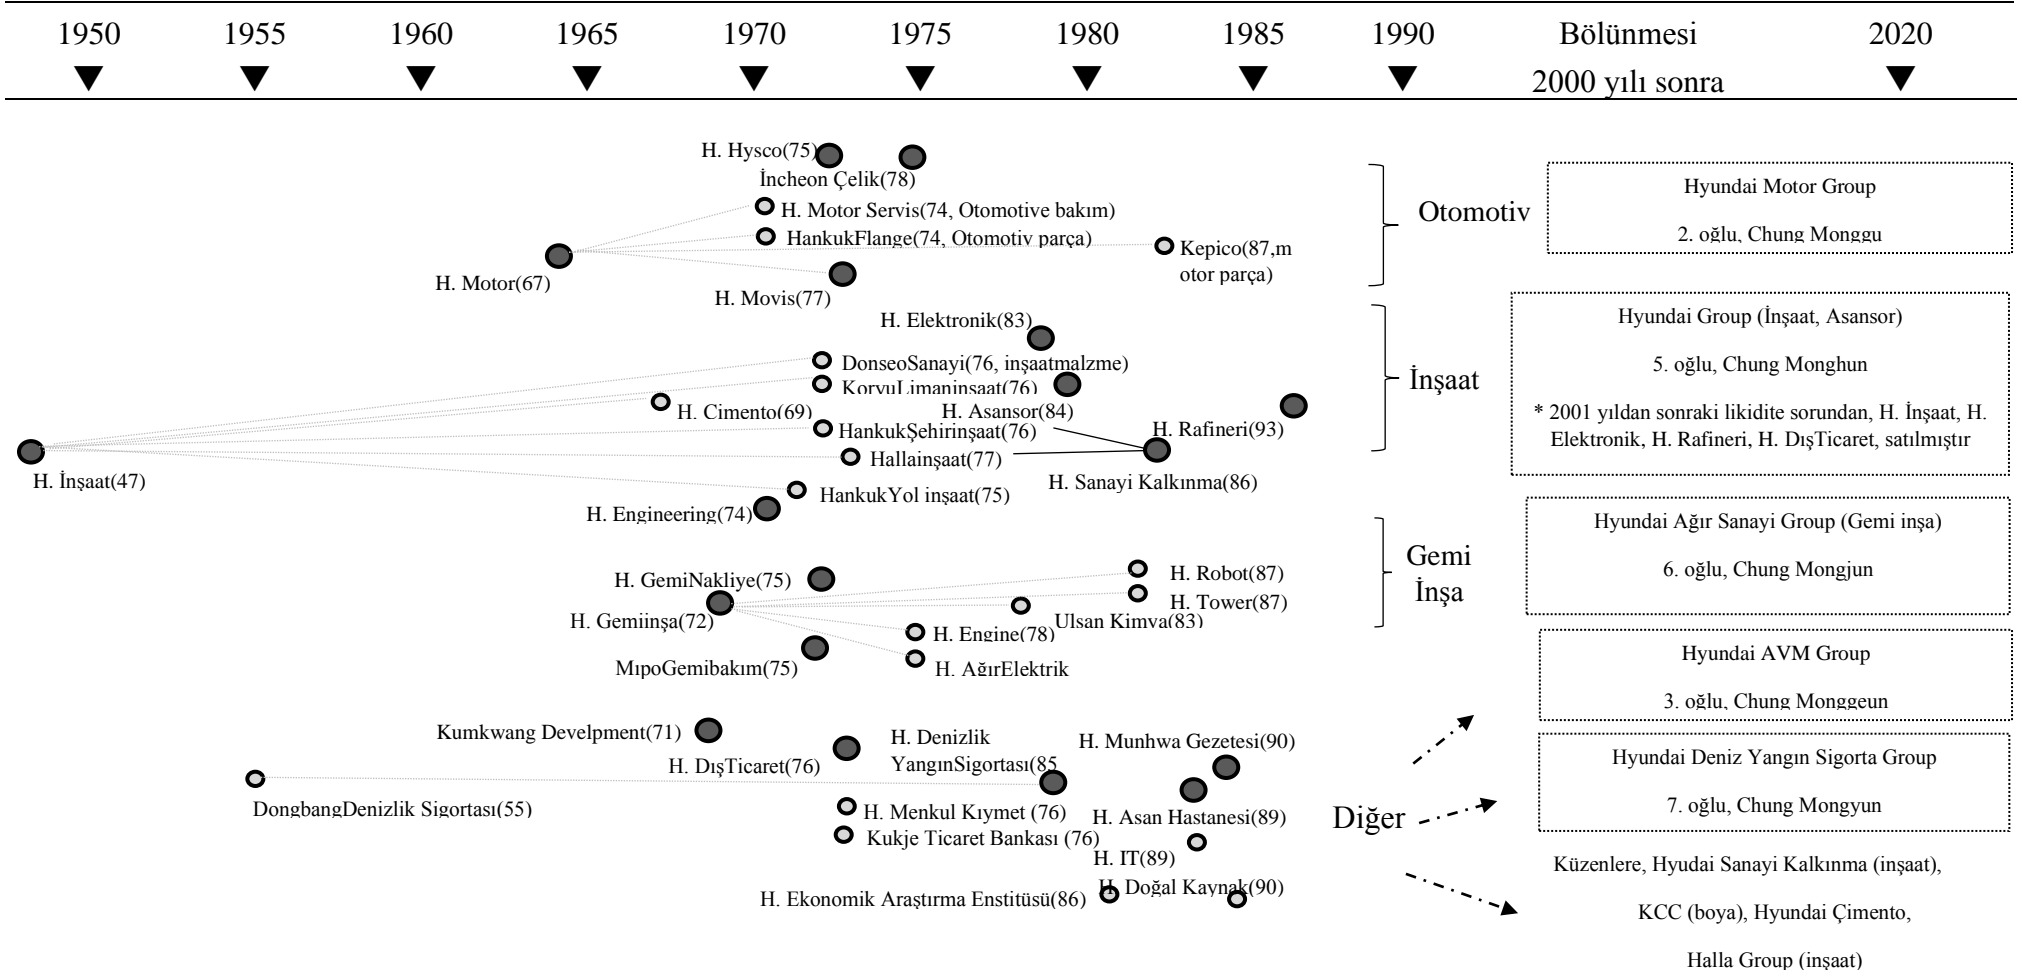 1950 1955 1960 1965 1970 1975 1980 1985 1990 Bölünmesi 2020
2000 yılı sonra
H. Hysco(75)
İncheon Çelik(78)
H. Motor Servis(74, Otomotive bakım)
HankukFlange(74, Otomotiv parça)
Kepico(87,m
otor parça)
H. Motor(67)
H. Movis(77)
Otomotiv
Hyundai Motor Group
2. oğlu, Chung Monggu
H. Elektronik(83)
DonseoSanayi(76, inşaatmalzme)
KoryuLimaninşaat(76)
H. Cimento(69)
H. Asansor(84)
HankukŞehirinşaat(76)
H. Rafineri(93)
Hallainşaat(77)
H. İnşaat(47)
H. Sanayi Kalkınma(86)
HankukYol inşaat(75)
H. Engineering(74)
İnşaat
Hyundai Group (İnşaat, Asansor)
5. oğlu, Chung Monghun
* 2001 yıldan sonraki likidite sorundan, H. İnşaat, H.
Elektronik, H. Rafineri, H. DışTicaret, satılmıştır
H. GemiNakliye(75)
H. Gemiinşa(72)
H. Robot(87)
H. Tower(87)
Ulsan Kimya(83)
H. Engine(78)
MıpoGemibakım(75)
H. AğırElektrik
Gemi
İnşa
Hyundai Ağır Sanayi Group (Gemi inşa)
6. oğlu, Chung Mongjun
Hyundai AVM Group
3. oğlu, Chung Monggeun
Kumkwang Develpment(71)
H. DışTicaret(76)
H. Denizlik
YangınSigortası(85
H. Munhwa Gezetesi(90)
DongbangDenizlik Sigortası(55)
H. Menkul Kıymet (76)
Kukje Ticaret Bankası (76)
H. Asan Hastanesi(89)
H. IT(89)
H. Doğal Kaynak(90)
H. Ekonomik Araştırma Enstitüsü(86)
Diğer
Hyundai Deniz Yangın Sigorta Group
7. oğlu, Chung Mongyun
Küzenlere, Hyudai Sanayi Kalkınma (inşaat),
KCC (boya), Hyundai Çimento,
Halla Group (inşaat)